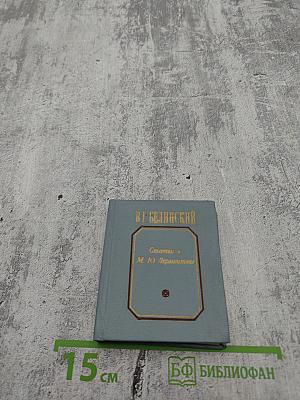 В.Г. БЕЛИНСКИЙ
Статьи о
М. Ю. Лермонтове
15 см
БФ БИБЛИОФАН